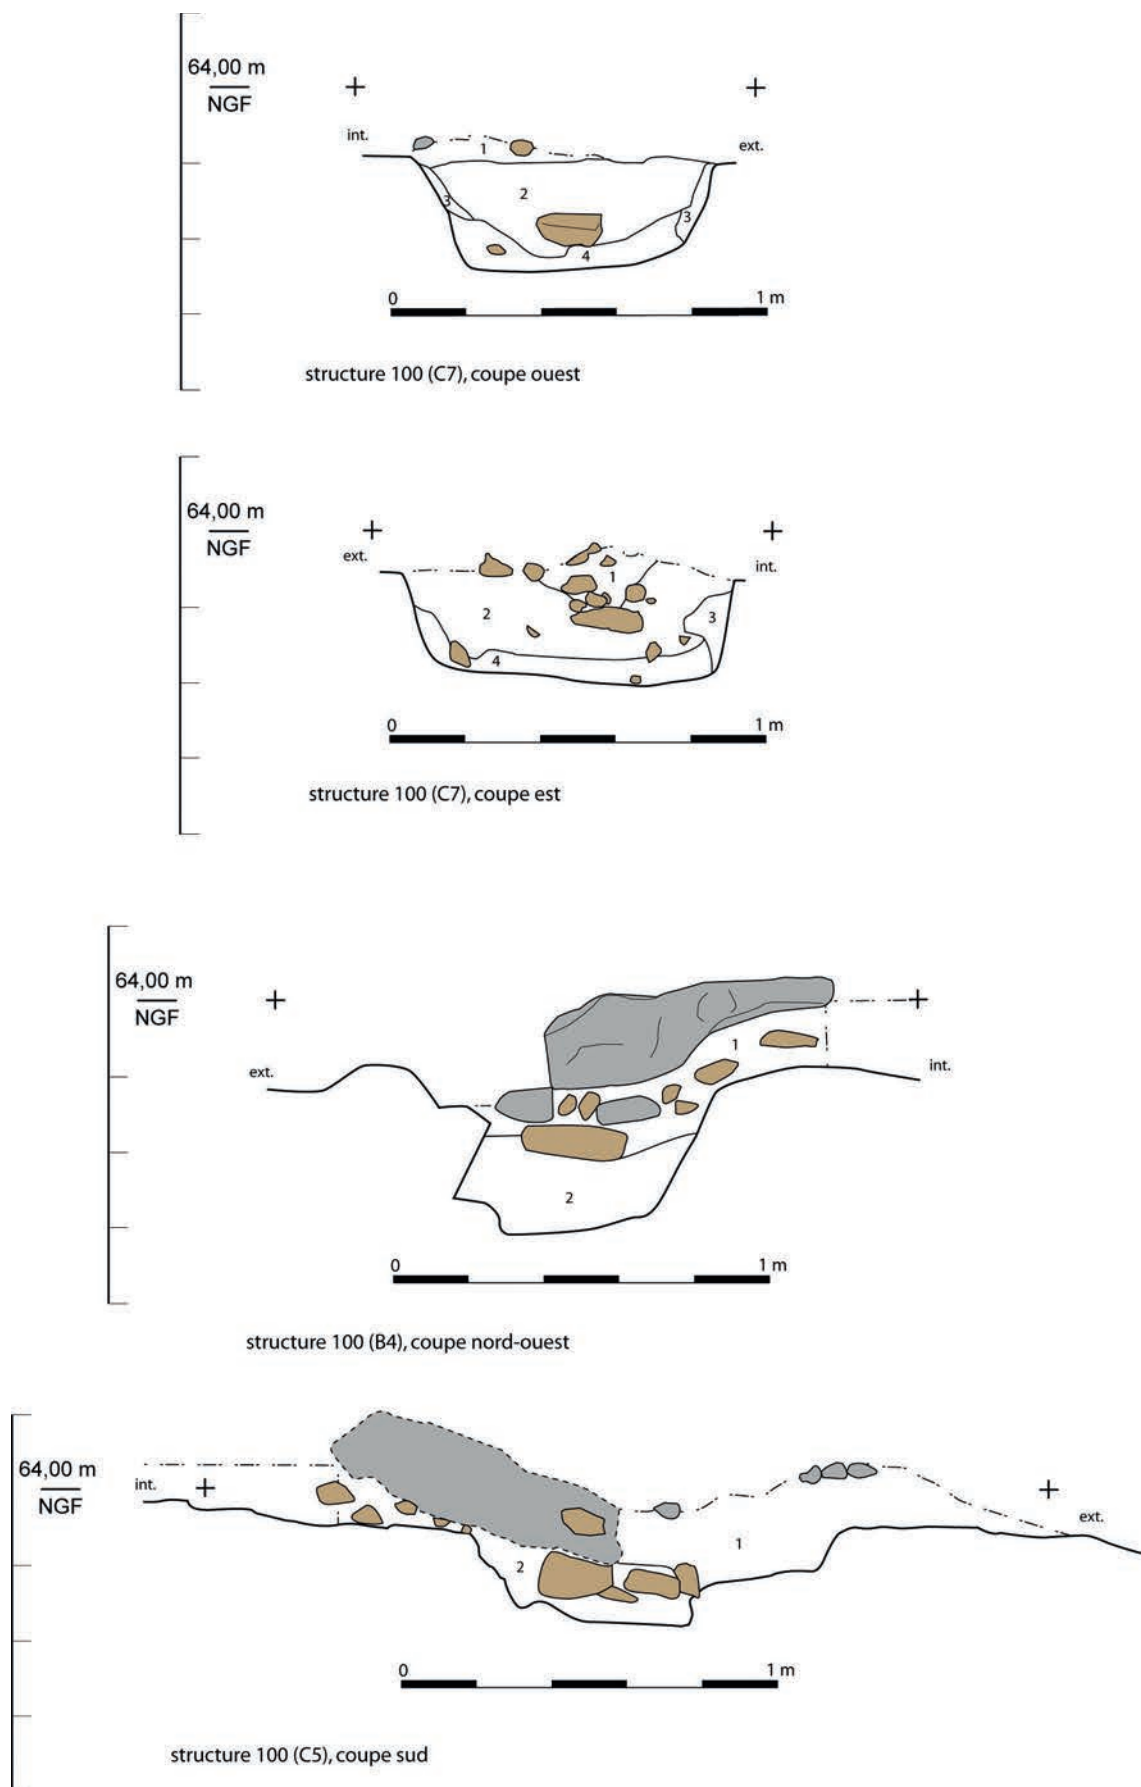 64,00 m
NGF
int.
ext.
1
2
3
3
4
0 1 m
structure 100 (C7), coupe ouest
64,00 m
NGF
ext.
int.
1
2
3
4
0 1 m
structure 100 (C7), coupe est
64,00 m
NGF
1
ext.
int.
2
0 1 m
structure 100 (B4), coupe nord-ouest
64,00 m
NGF
int.
ext.
1
2
0 1 m
structure 100 (C5), coupe sud